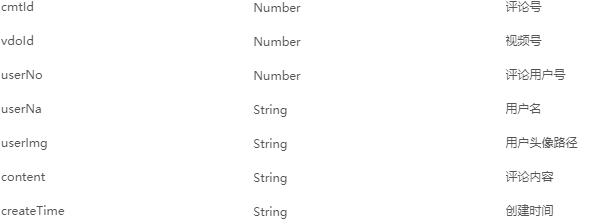 cmtId Number 评论号
vdoId Number 视频号
userNo Number 评论用户号
userNa String 用户名
userImg String 用户头像路径
content String 评论内容
createTime String 创建时间